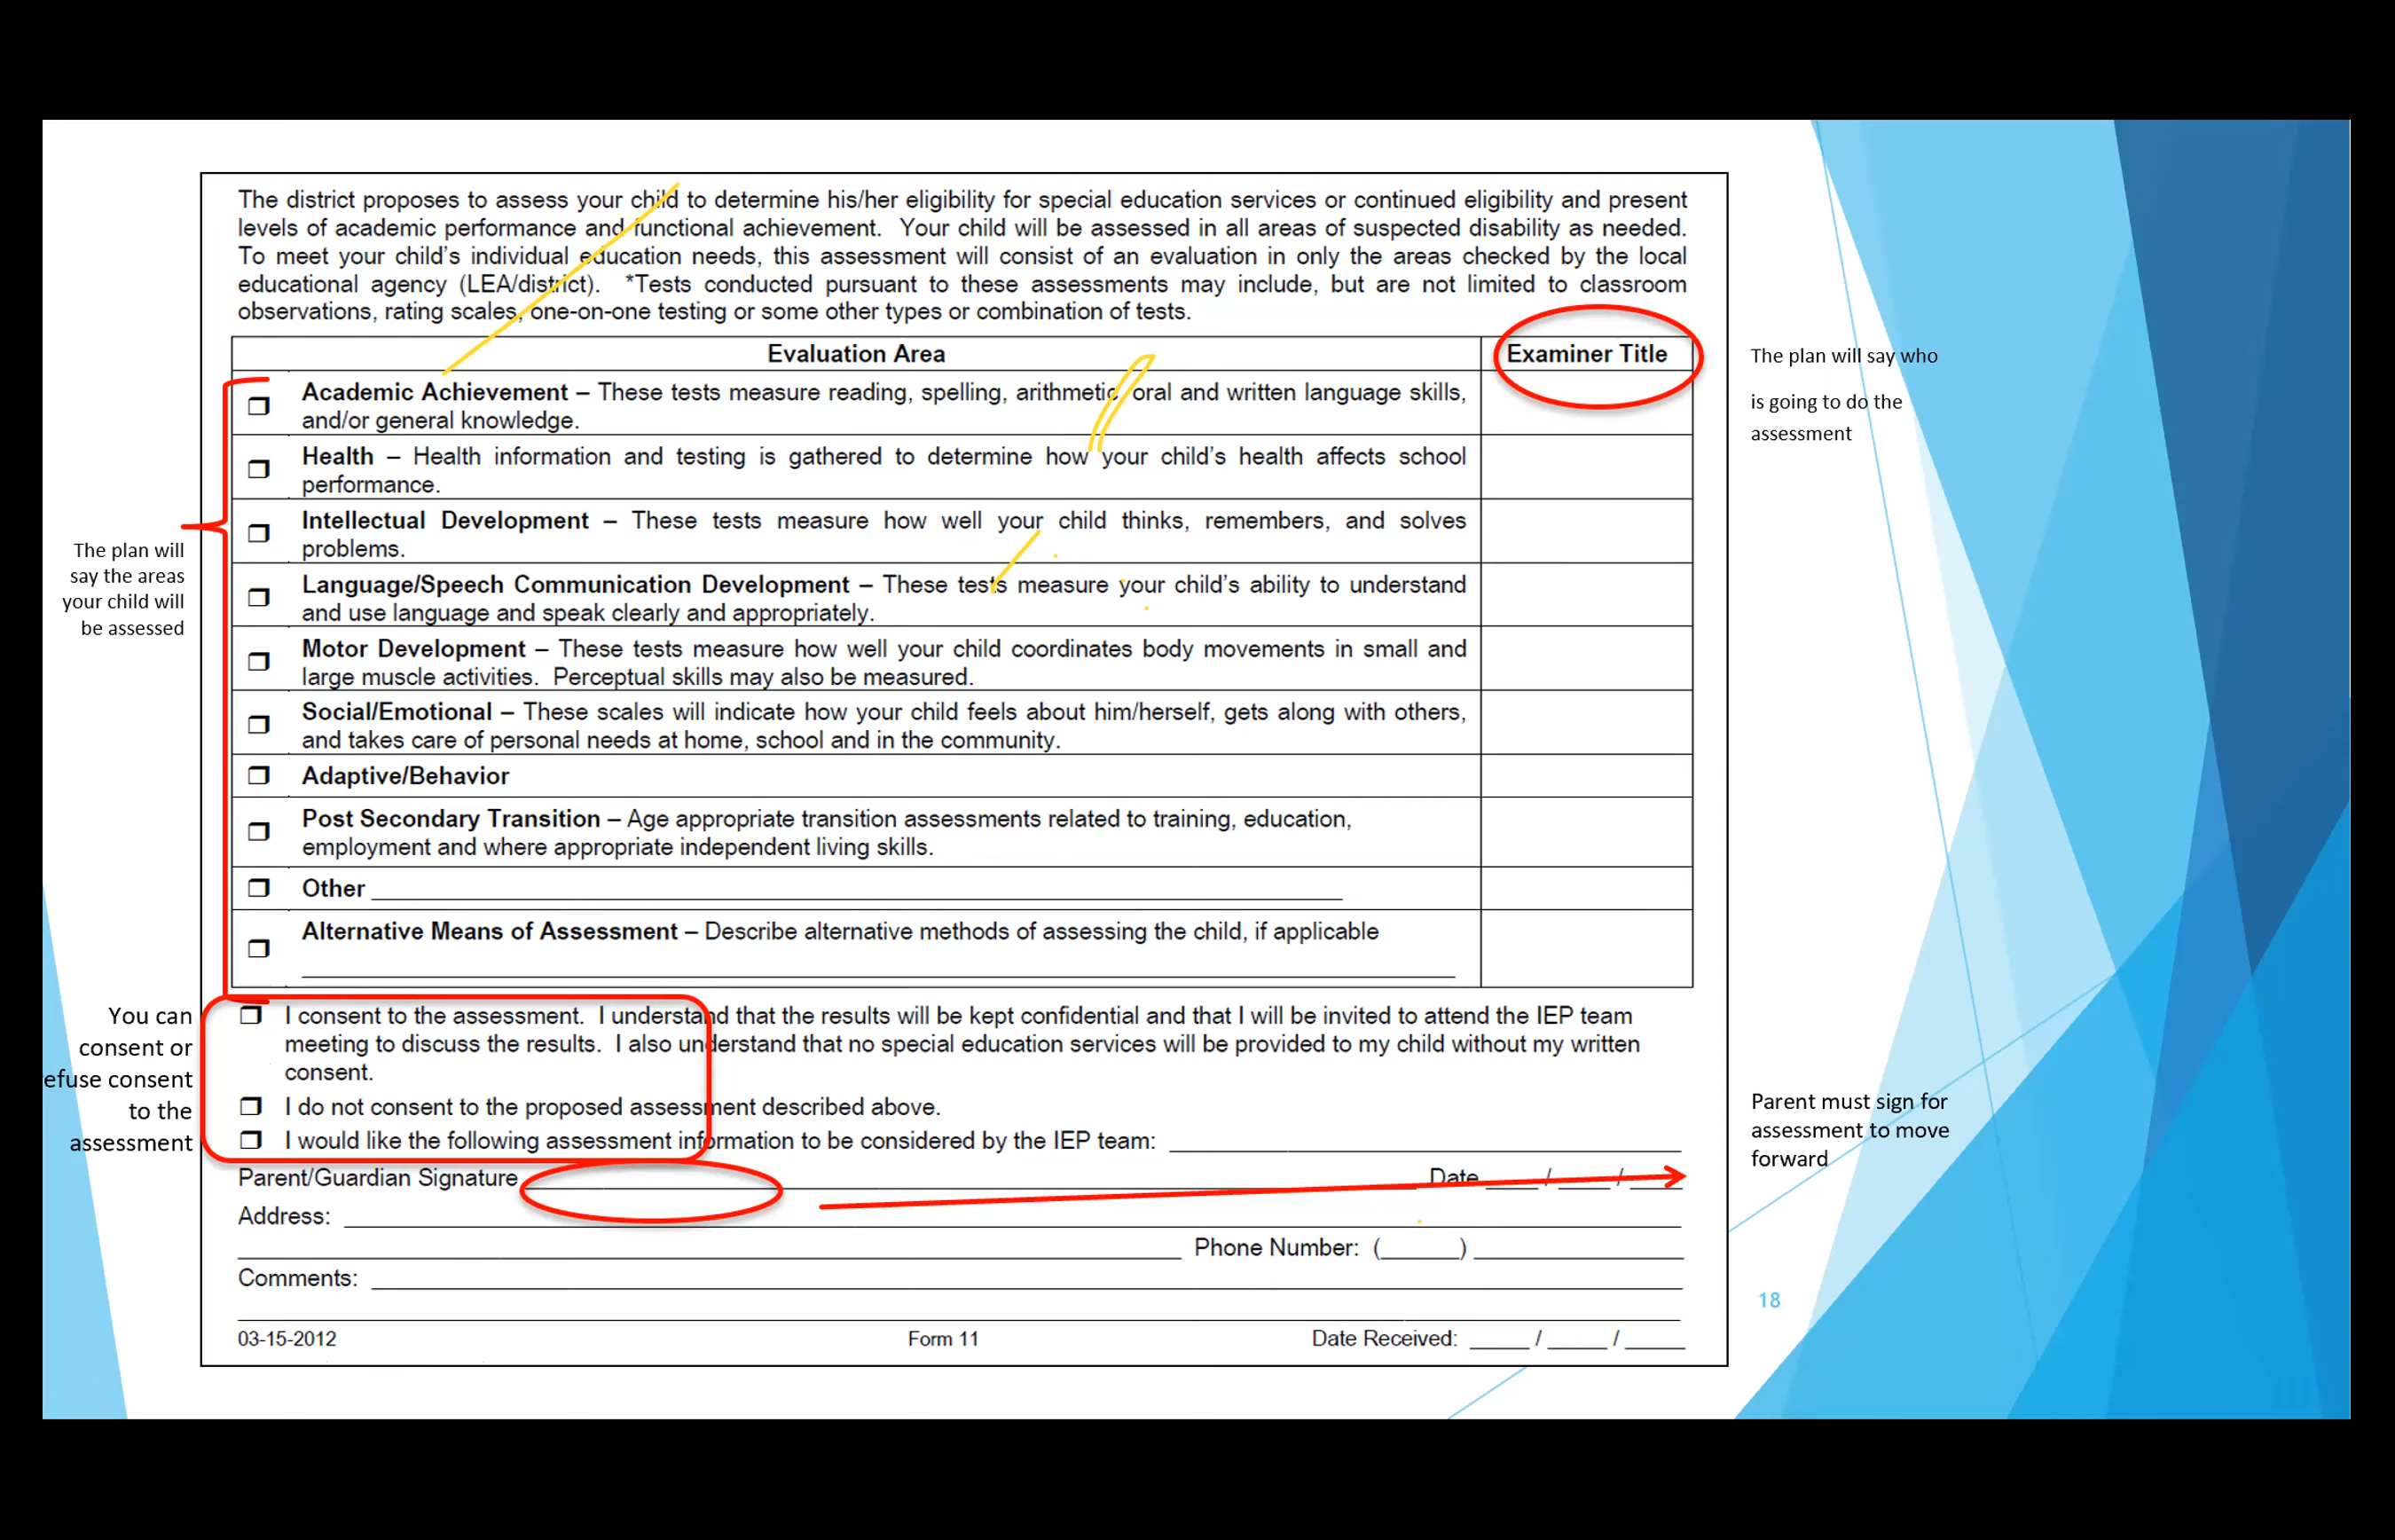 The district proposes to assess your child to determine his/her eligibility for special education services or continued eligibility and present
levels of academic performance and functional achievement.  Your child will be assessed in all areas of suspected disability as needed.
To meet your child's individual education needs, this assessment will consist of an evaluation in only the areas checked by the local
educational agency (LEA/district).  *Tests conducted pursuant to these assessments may include, but are not limited to classroom
observations, rating scales, one-on-one testing or some other types or combination of tests.
Evaluation Area
Examiner Title
Academic Achievement – These tests measure reading, spelling, arithmetic, oral and written language skills,
and/or general knowledge.
Health – Health information and testing is gathered to determine how your child's health affects school
performance.
Intellectual Development – These tests measure how well your child thinks, remembers, and solves
problems.
Language/Speech Communication Development – These tests measure your child's ability to understand
and use language and speak clearly and appropriately.
Motor Development – These tests measure how well your child coordinates body movements in small and
large muscle activities.  Perceptual skills may also be measured.
Social/Emotional – These scales will indicate how your child feels about him/herself, gets along with others,
and takes care of personal needs at home, school and in the community.
Adaptive/Behavior
Post Secondary Transition – Age appropriate transition assessments related to training, education,
employment and where appropriate independent living skills.
Other
Alternative Means of Assessment – Describe alternative methods of assessing the child, if applicable
I consent to the assessment.  I understand that the results will be kept confidential and that I will be invited to attend the IEP team
meeting to discuss the results.  I also understand that no special education services will be provided to my child without my written
consent.
I do not consent to the proposed assessment described above.
I would like the following assessment information to be considered by the IEP team:
Parent/Guardian Signature
Date ____ / ____ / ____
Address:
Phone Number: (______)
Comments:
03-15-2012
Form 11
Date Received: ____ / ____ / ____
The plan will say who
is going to do the
assessment
The plan will
say the areas
your child will
be assessed
You can
consent or
efuse consent
to the
assessment
Parent must sign for
assessment to move
forward
18